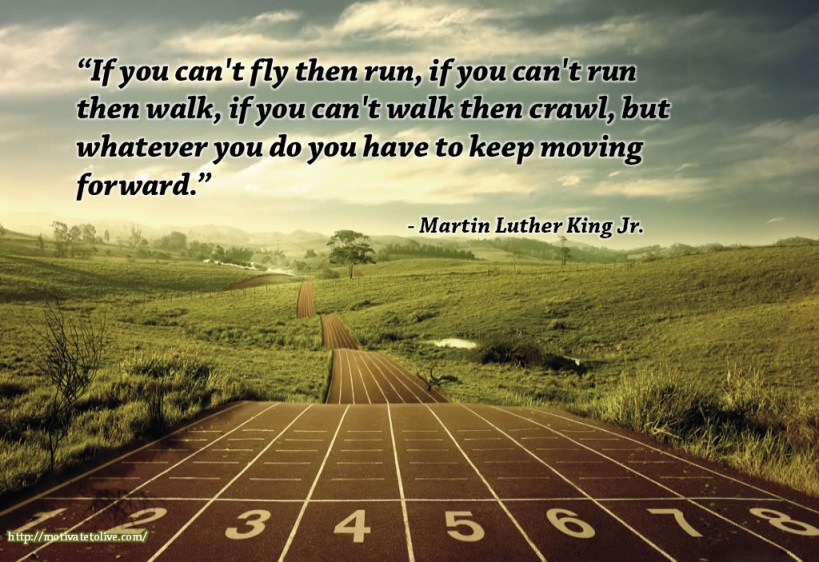 “If you can't fly then run, if you can't run
then walk, if you can't walk then crawl, but
whatever you do you have to keep moving
forward.”
- Martin Luther King Jr.
1 2 3 4 5 6 7 8
http://motivatetolive.com/